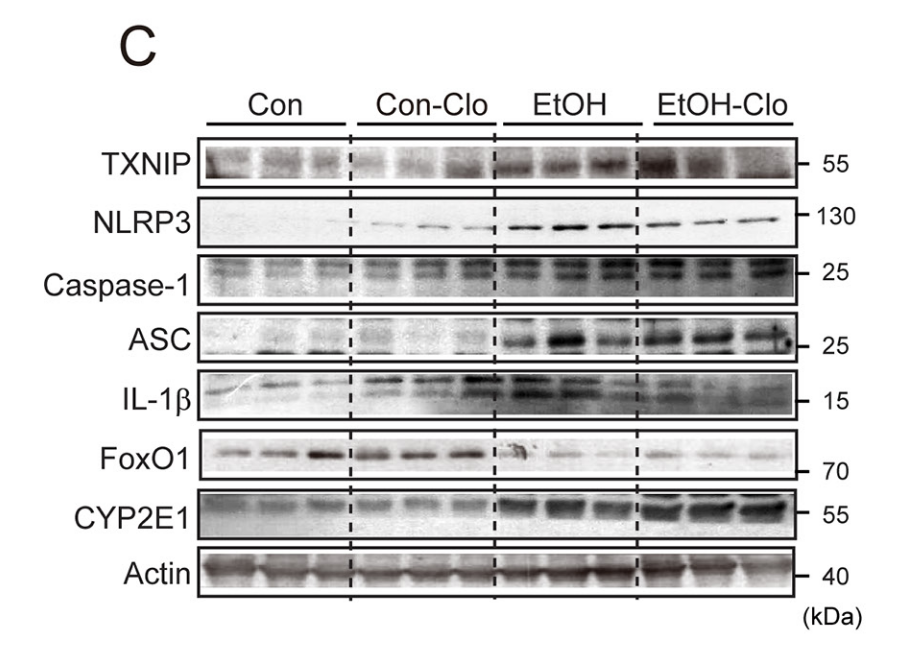 C
Con Con-Clo EtOH EtOH-Clo
TXNIP 55
NLRP3 130
Caspase-1 25
ASC 25
IL-1β 15
FoxO1 70
CYP2E1 55
Actin 40
(kDa)